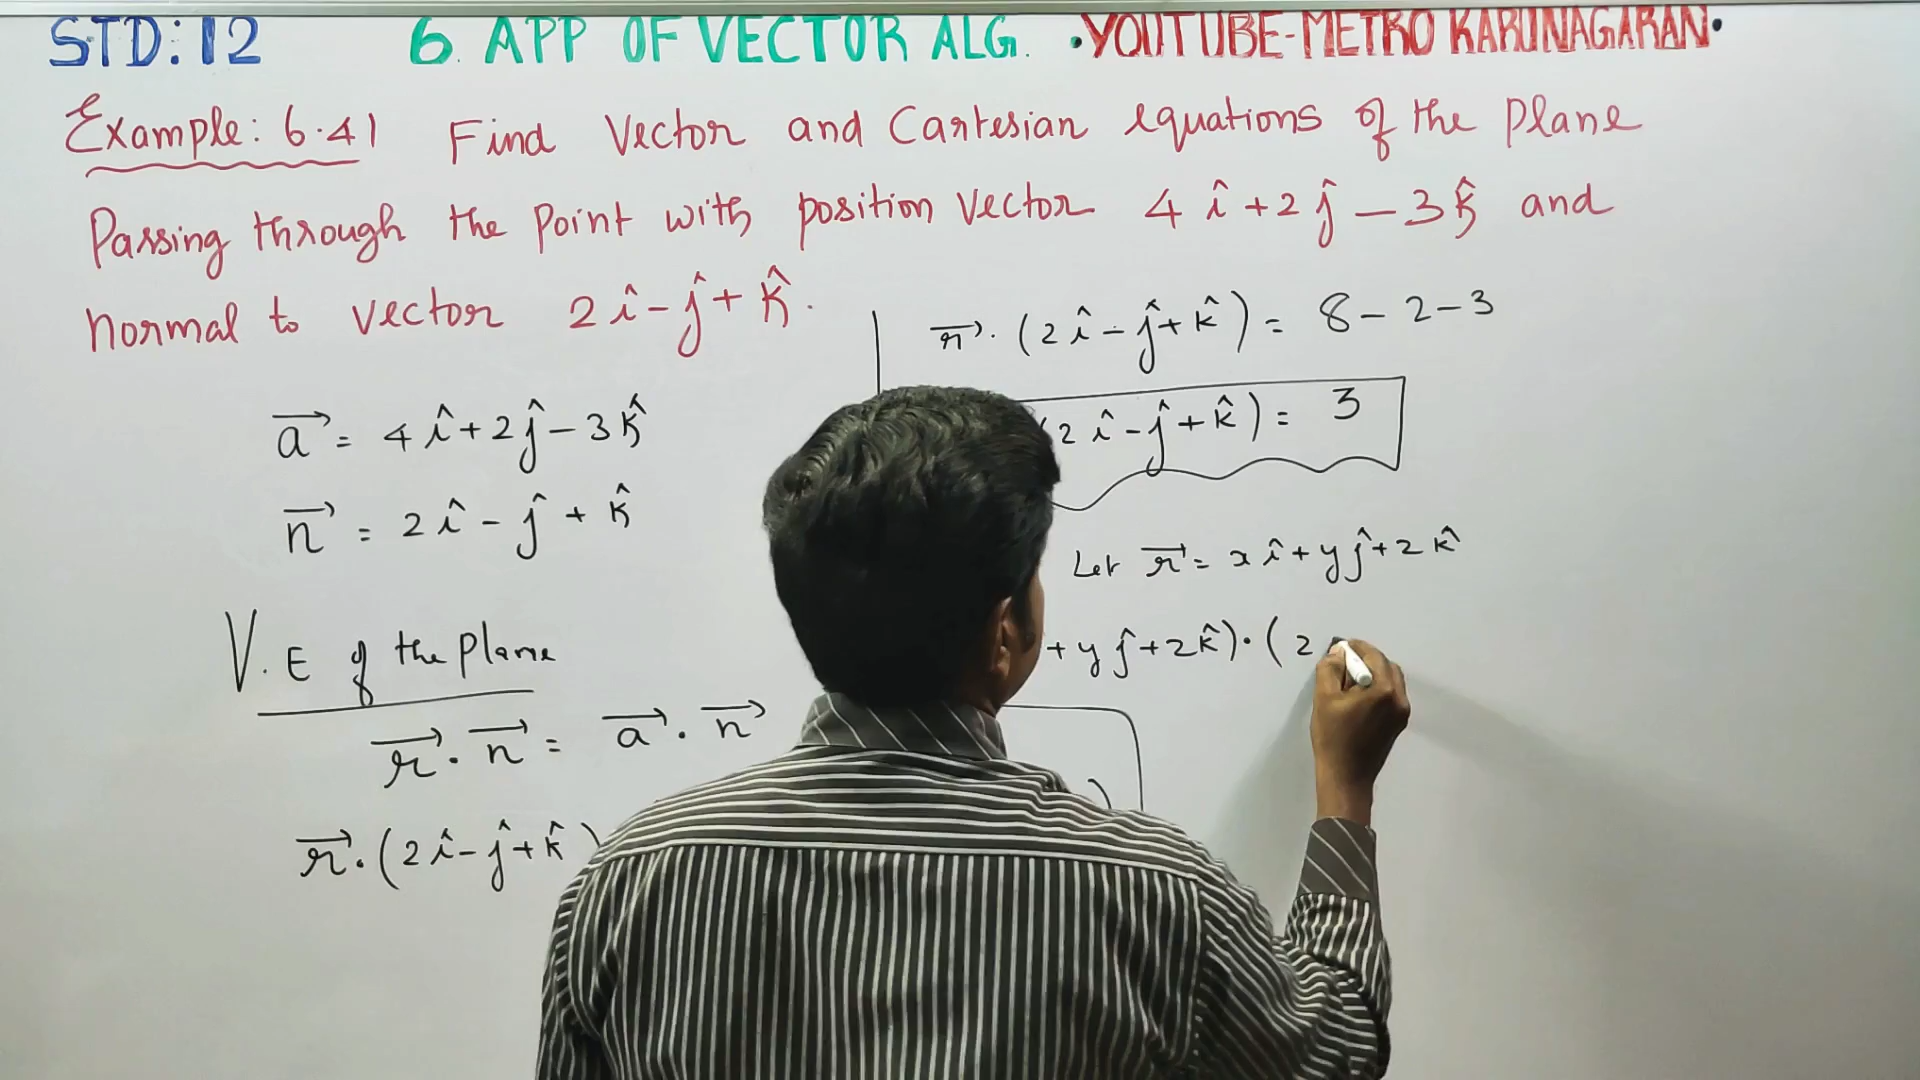 STD: 12 6. APP OF VECTOR ALG. •YOUTUBE-METRO KARUNAGARAN•
Example: 6.41 Find Vector and Cartesian equations of the plane
Passing through the point with position vector 4 î + 2 ĵ − 3 k̂ and
normal to vector 2 î − ĵ + k̂.
a⃗ = 4 î + 2 ĵ − 3 k̂
n⃗ = 2 î − ĵ + k̂
V.E of the plane
r⃗ . n⃗ = a⃗ . n⃗
r⃗ . (2 î − ĵ + k̂)
r⃗ . (2 î − ĵ + k̂) = 8 − 2 − 3
(2 î − ĵ + k̂) = 3
Let r⃗ = x î + y ĵ + z k̂
+ y ĵ + z k̂) . (2
)